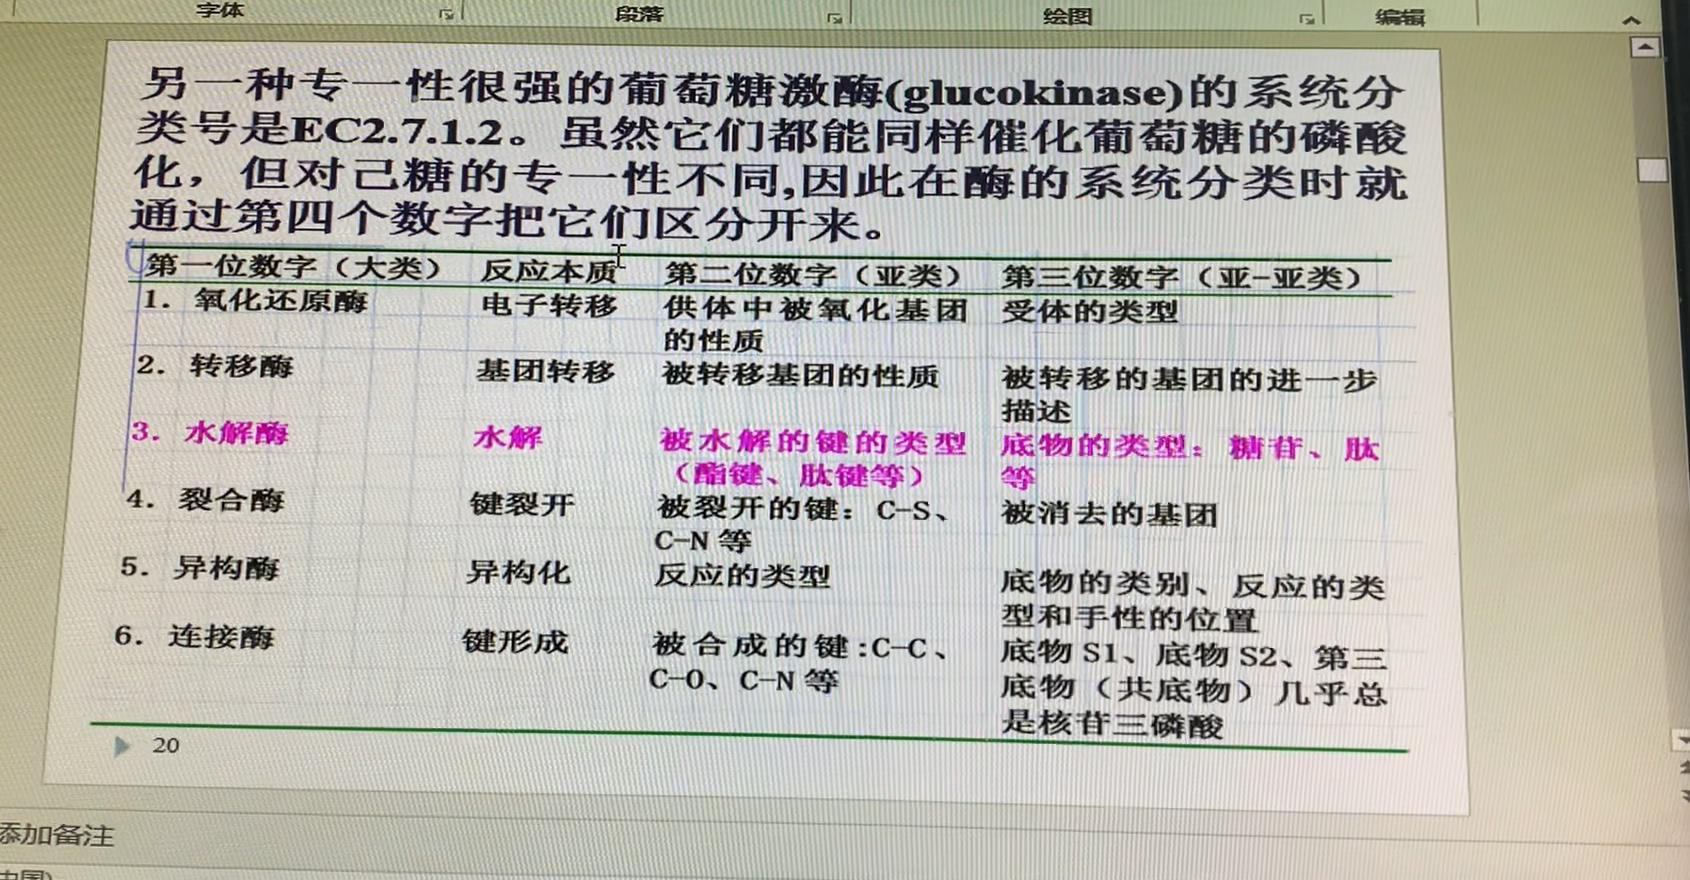 字体 段落 绘图 编辑
另一种专一性很强的葡萄糖激酶(glucokinase)的系统分
类号是EC2.7.1.2。虽然它们都能同样催化葡萄糖的磷酸
化，但对己糖的专一性不同,因此在酶的系统分类时就
通过第四个数字把它们区分开来。
第一位数字（大类） 反应本质 第二位数字（亚类） 第三位数字（亚-亚类）
1. 氧化还原酶 电子转移 供体中被氧化基团 受体的类型
的性质
2. 转移酶 基团转移 被转移基团的性质 被转移的基团的进一步
描述
3. 水解酶 水解 被水解的键的类型 底物的类型：糖苷、肽
（酯键、肽键等） 等
4. 裂合酶 键裂开 被裂开的键：C-S、 被消去的基团
C-N 等
5. 异构酶 异构化 反应的类型 底物的类别、反应的类
型和手性的位置
6. 连接酶 键形成 被合成的键:C-C、 底物 S1、底物 S2、第三
C-O、C-N 等 底物（共底物）几乎总
是核苷三磷酸
20
添加备注